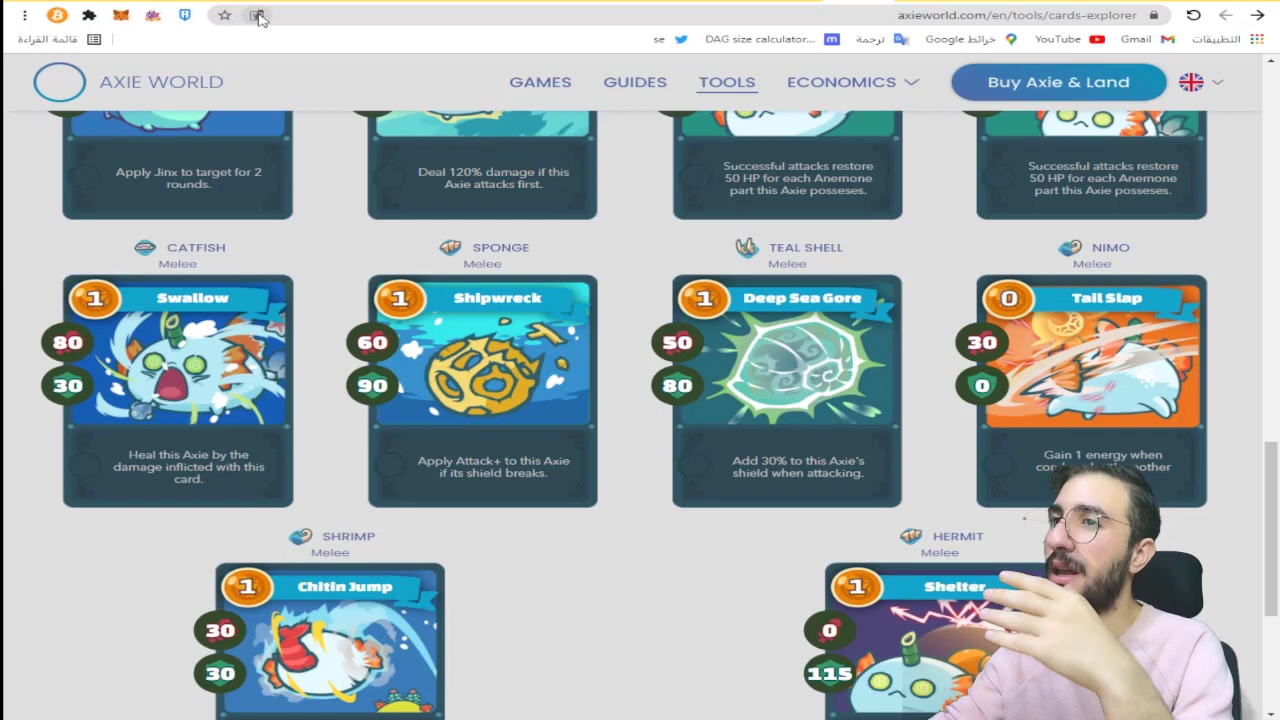 axieworld.com/en/tools/cards-explorer
se
DAG size calculator...
ترجمة
خرائط Google
YouTube
Gmail
التطبيقات
قائمة القراءة
AXIE WORLD
GAMES
GUIDES
TOOLS
ECONOMICS
Buy Axie & Land
Apply Jinx to target for 2
rounds.
Deal 120% damage if this
Axie attacks first.
Successful attacks restore
50 HP for each Anemone
part this Axie posseses.
Successful attacks restore
50 HP for each Anemone
part this Axie posseses.
CATFISH
Melee
1
Swallow
80
30
Heal this Axie by the
damage inflicted with this
card.
SPONGE
Melee
1
Shipwreck
60
90
Apply Attack+ to this Axie
if its shield breaks.
TEAL SHELL
Melee
1
Deep Sea Gore
50
80
Add 30% to this Axie's
shield when attacking.
NIMO
Melee
0
Tail Slap
30
0
Gain 1 energy when
SHRIMP
Melee
1
Chitin Jump
30
30
HERMIT
Melee
1
Shelter
0
115